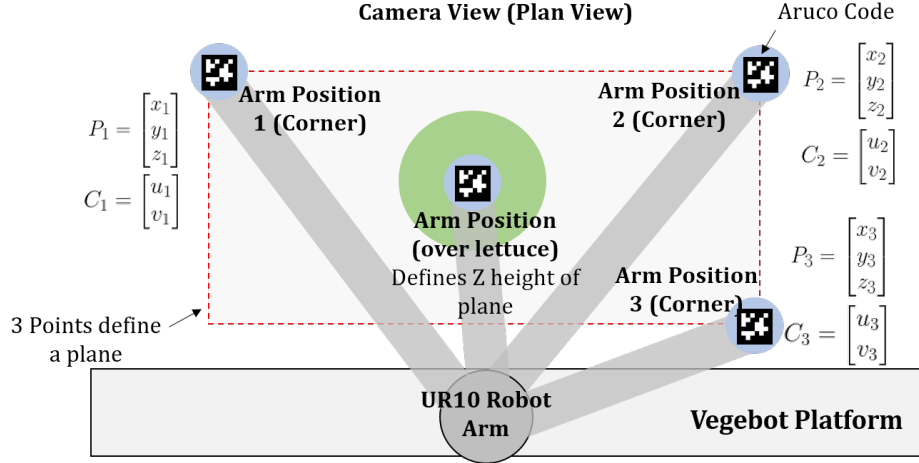 Camera View (Plan View)
Aruco Code
Arm Position
1 (Corner)
Arm Position
2 (Corner)
P₁ = [x₁ y₁ z₁]
C₁ = [u₁ v₁]
P₂ = [x₂ y₂ z₂]
C₂ = [u₂ v₂]
Arm Position
(over lettuce)
Defines Z height of
plane
Arm Position
3 (Corner)
P₃ = [x₃ y₃ z₃]
C₃ = [u₃ v₃]
3 Points define
a plane
UR10 Robot
Arm
Vegebot Platform